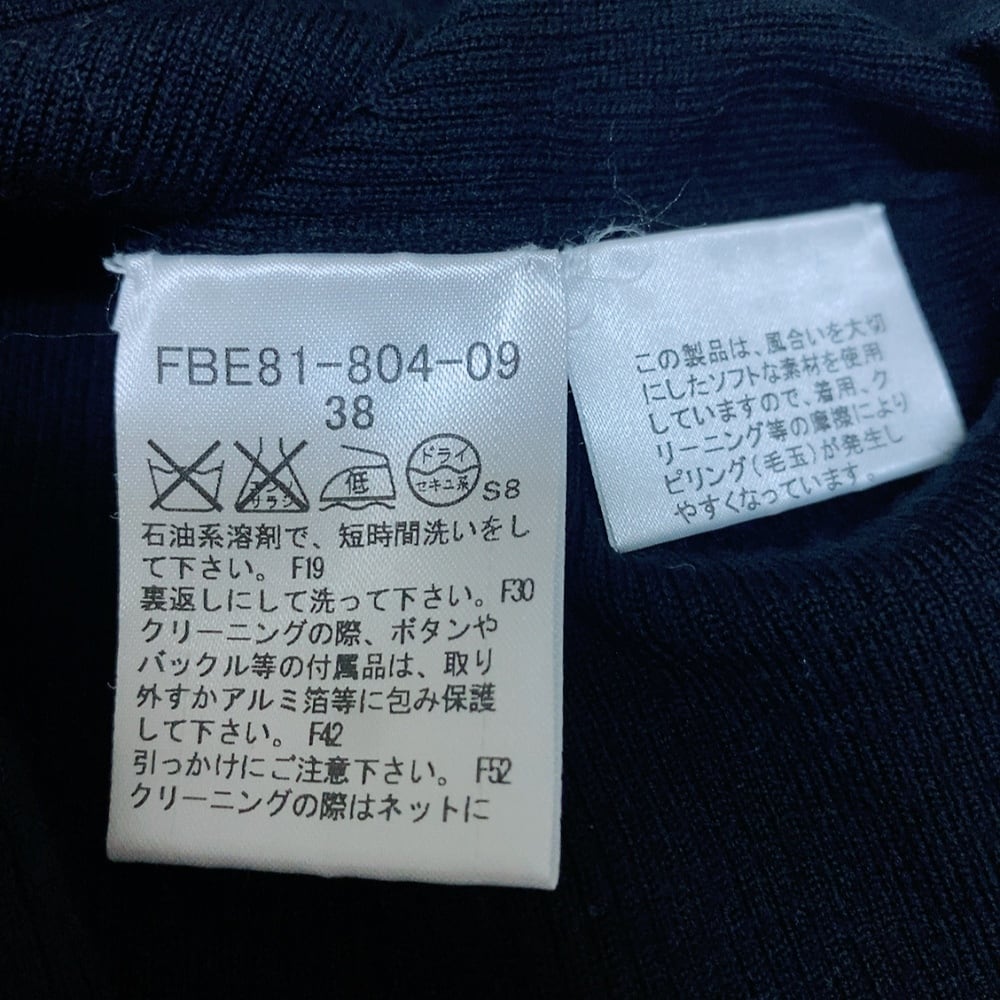 FBE81-804-09
38
エンソ
サラシ
低
ドライ
セキユ系
S8
石油系溶剤で、短時間洗いをし
て下さい。 F19
裏返しにして洗って下さい。 F30
クリーニングの際、ボタンや
バックル等の付属品は、取り
外すかアルミ箔等に包み保護
して下さい。 F42
引っかけにご注意下さい。 F52
クリーニングの際はネットに
この製品は、風合いを大切
にしたソフトな素材を使用
していますので、着用、ク
リーニング等の摩擦により
ピリング(毛玉)が発生し
やすくなっています。